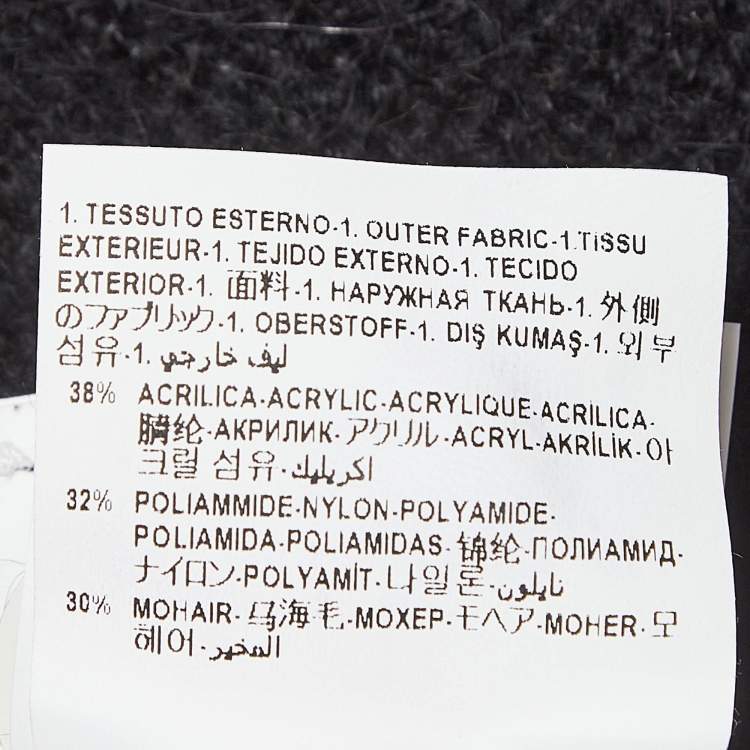 1. TESSUTO ESTERNO-1. OUTER FABRIC-1.TISSU
EXTERIEUR-1. TEJIDO EXTERNO-1. TECIDO
EXTERIOR-1. 面料-1. НАРУЖНАЯ ТКАНЬ-1. 外側
のファブリック-1. OBERSTOFF-1. DIŞ KUMAŞ-1. 외부
섬유-1. ليف خارجي
38% ACRILICA-ACRYLIC-ACRYLIQUE-ACRILICA-
腈纶-АКРИЛИК-アクリル-ACRYL-AKRİLİK-아
크릴 섬유-اكريليك
32% POLIAMMIDE-NYLON-POLYAMIDE-
POLIAMIDA-POLIAMIDAS-锦纶-ПОЛИАМИД-
ナイロン-POLYAMİT-나일론-نايلون
30% MOHAIR-马海毛-МОХЕР-モヘア-MOHER-모
헤어-المخير